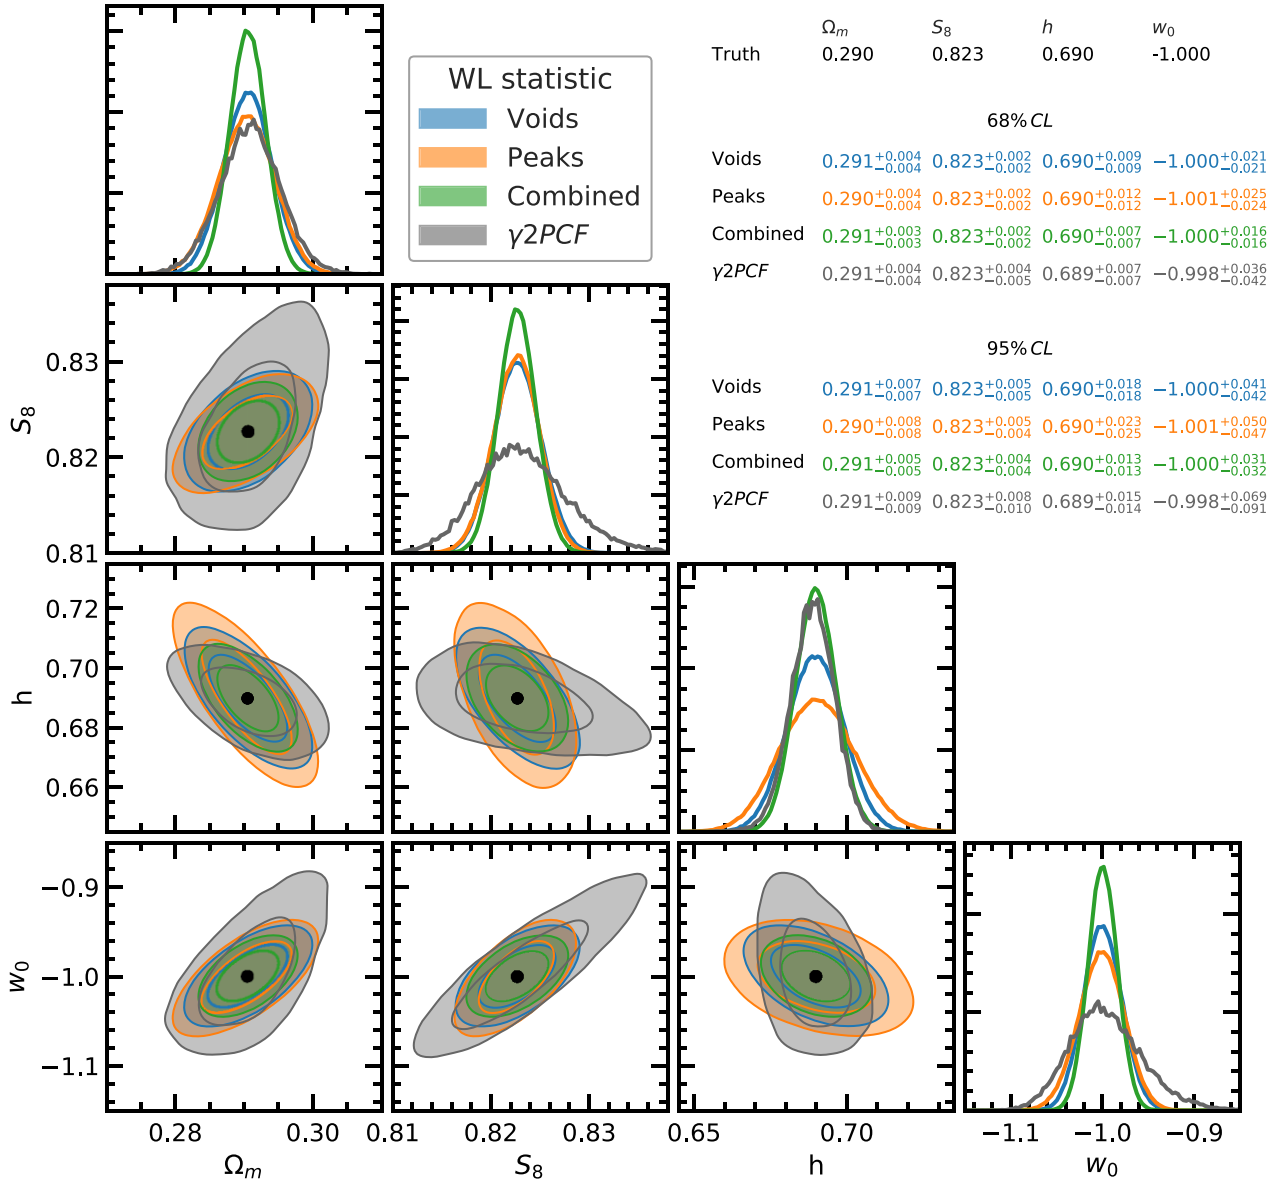 Ω_m S_8 h w_0
Truth 0.290 0.823 0.690 -1.000
68% CL
Voids 0.291^{+0.004}_{-0.004} 0.823^{+0.002}_{-0.002} 0.690^{+0.009}_{-0.009} −1.000^{+0.021}_{-0.021}
Peaks 0.290^{+0.004}_{-0.004} 0.823^{+0.002}_{-0.002} 0.690^{+0.012}_{-0.012} −1.001^{+0.025}_{-0.024}
Combined 0.291^{+0.003}_{-0.003} 0.823^{+0.002}_{-0.002} 0.690^{+0.007}_{-0.007} −1.000^{+0.016}_{-0.016}
γ2PCF 0.291^{+0.004}_{-0.004} 0.823^{+0.004}_{-0.005} 0.689^{+0.007}_{-0.007} −0.998^{+0.036}_{-0.042}
95% CL
Voids 0.291^{+0.007}_{-0.007} 0.823^{+0.005}_{-0.005} 0.690^{+0.018}_{-0.018} −1.000^{+0.041}_{-0.042}
Peaks 0.290^{+0.008}_{-0.008} 0.823^{+0.005}_{-0.004} 0.690^{+0.023}_{-0.025} −1.001^{+0.050}_{-0.047}
Combined 0.291^{+0.005}_{-0.005} 0.823^{+0.004}_{-0.004} 0.690^{+0.013}_{-0.013} −1.000^{+0.031}_{-0.032}
γ2PCF 0.291^{+0.009}_{-0.009} 0.823^{+0.008}_{-0.010} 0.689^{+0.015}_{-0.014} −0.998^{+0.069}_{-0.091}
WL statistic
Voids
Peaks
Combined
γ2PCF
S_8
0.83
0.82
0.81
h
0.72
0.70
0.68
0.66
w_0
−0.9
−1.0
−1.1
0.28 0.30 0.81 0.82 0.83 0.65 0.70 −1.1 −1.0 −0.9
Ω_m S_8 h w_0